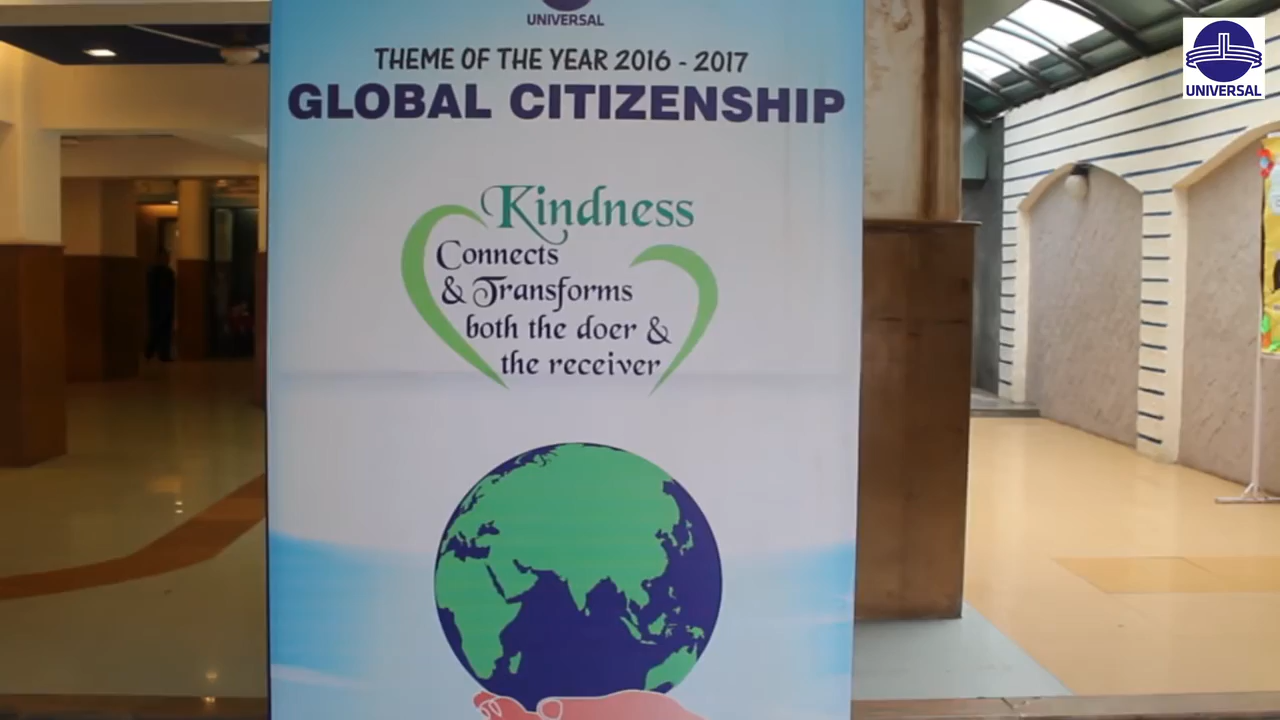 UNIVERSAL
THEME OF THE YEAR 2016 - 2017
GLOBAL CITIZENSHIP
Kindness
Connects
& Transforms
both the doer &
the receiver
UNIVERSAL